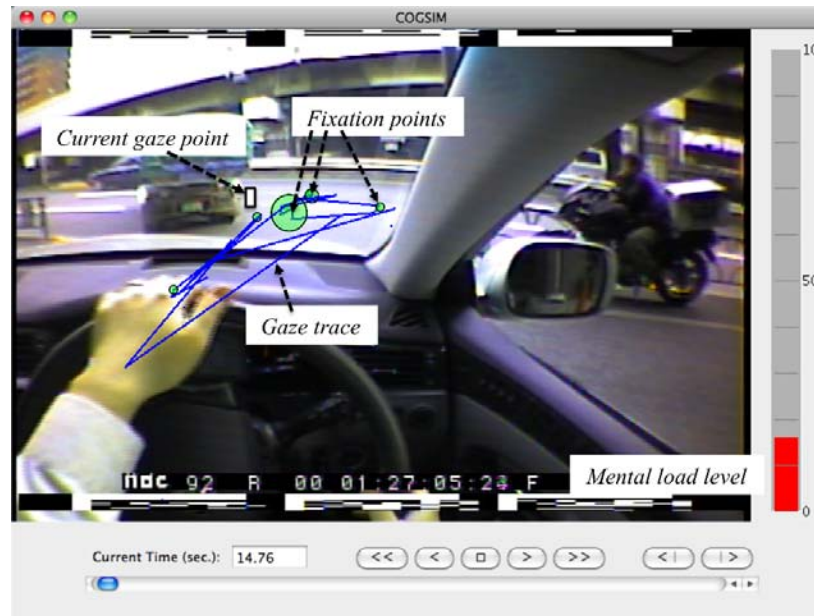 COGSIM
100
Fixation points
Current gaze point
50
Gaze trace
Mental load level
ndc 92 R 00 01:27:05:24 F
0
Current Time (sec.): 14.76 << < □ > >> <| |>